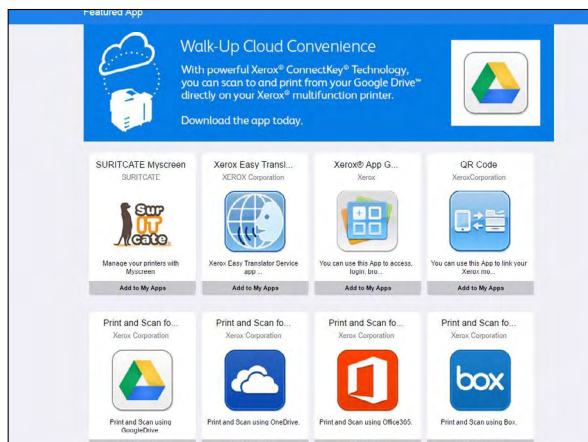 Featured App
Walk-Up Cloud Convenience
With powerful Xerox® ConnectKey® Technology,
you can scan to and print from your Google Drive™
directly on your Xerox® multifunction printer.
Download the app today.
SURITCATE Myscreen
SURITCATE
Sur
IT
cate
Manage your printers with
Myscreen
Add to My Apps
Xerox Easy Transl...
XEROX Corporation
Xerox Easy Translator Service
app ...
Add to My Apps
Xerox® App G...
Xerox
You can use this App to access,
login, bro...
Add to My Apps
QR Code
XeroxCorporation
You can use this App to link your
Xerox mo...
Add to My Apps
Print and Scan fo...
Xerox Corporation
Print and Scan using
GoogleDrive
Print and Scan fo...
Xerox Corporation
Print and Scan using OneDrive.
Print and Scan fo...
Xerox Corporation
Print and Scan using Office365.
Print and Scan fo...
Xerox Corporation
box
Print and Scan using Box.